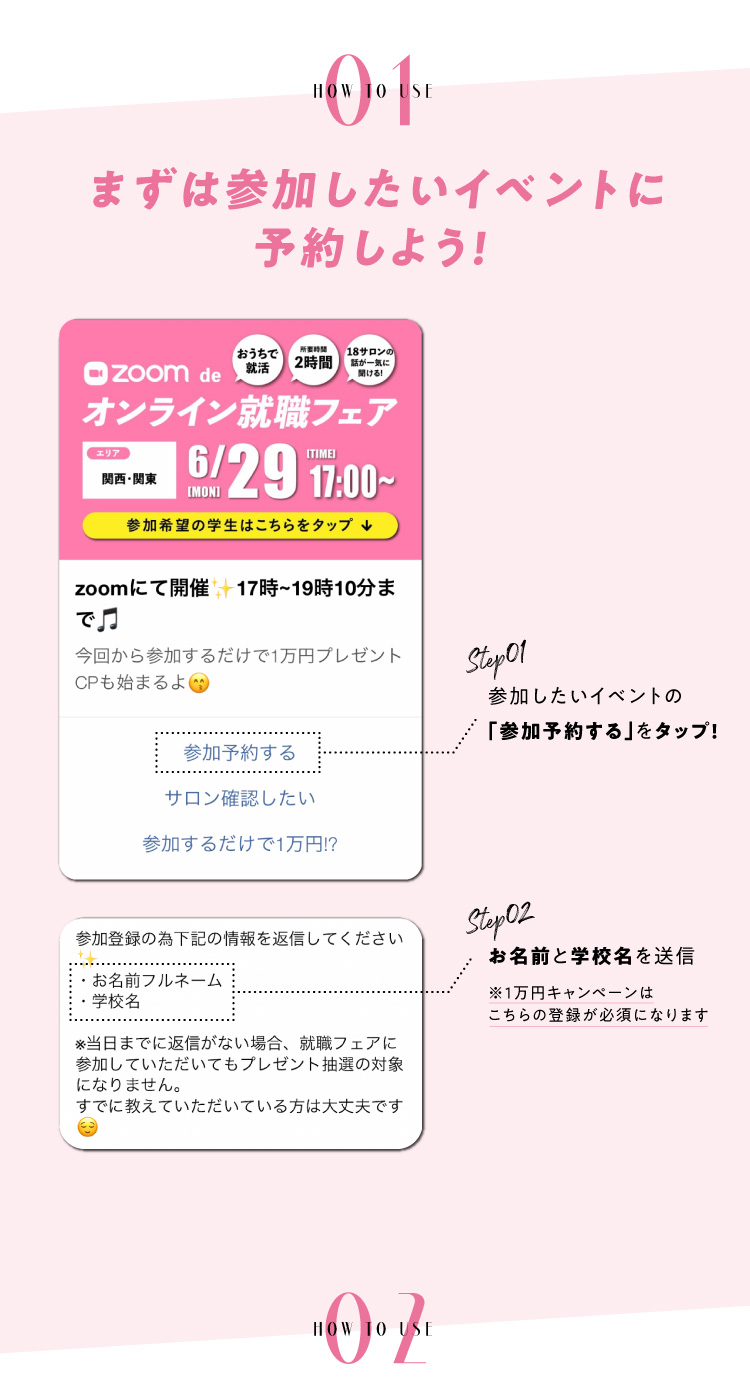 01
HOW TO USE
まずは参加したいイベントに
予約しよう!
おうちで
就活
所要時間
2時間
18サロンの
話が一気に
聞ける!
zoom de
オンライン就職フェア
エリア
関西・関東
6/29
[MON]
[TIME]
17:00~
参加希望の学生はこちらをタップ ↓
zoomにて開催✨17時~19時10分ま
で🎵
今回から参加するだけで1万円プレゼント
CPも始まるよ😙
参加予約する
サロン確認したい
参加するだけで1万円!?
Step01
参加したいイベントの
「参加予約する」をタップ!
参加登録の為下記の情報を返信してください
✨
・お名前フルネーム
・学校名
※当日までに返信がない場合、就職フェアに
参加していただいてもプレゼント抽選の対象
になりません。
すでに教えていただいている方は大丈夫です
😌
Step02
お名前と学校名を送信
※1万円キャンペーンは
こちらの登録が必須になります
02
HOW TO USE